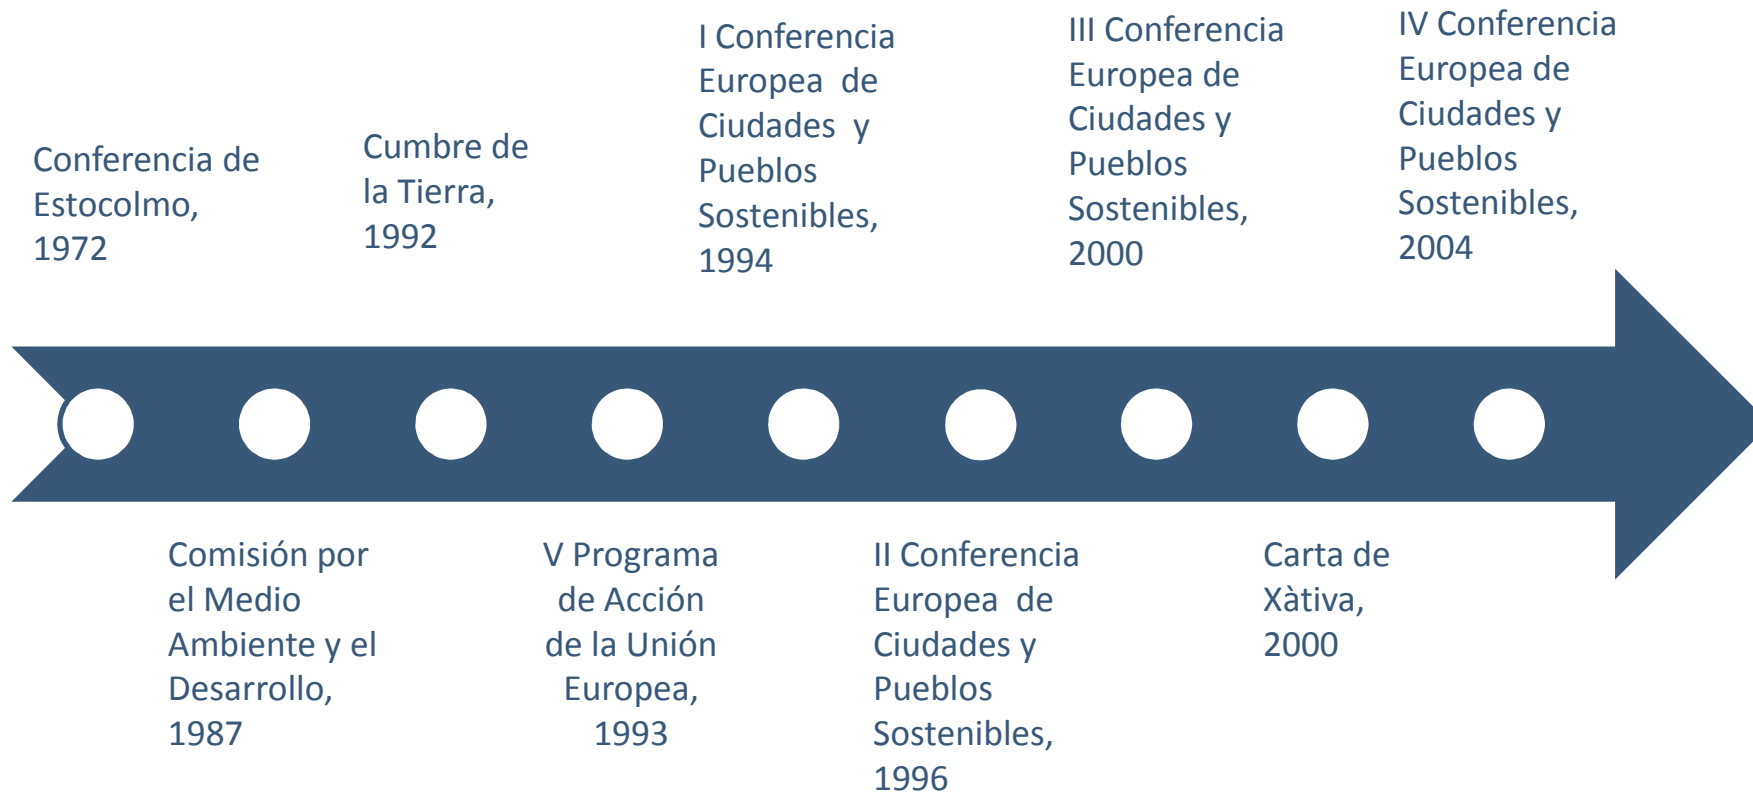 Conferencia de
Estocolmo,
1972
Cumbre de
la Tierra,
1992
I Conferencia
Europea de
Ciudades y
Pueblos
Sostenibles,
1994
III Conferencia
Europea de
Ciudades y
Pueblos
Sostenibles,
2000
IV Conferencia
Europea de
Ciudades y
Pueblos
Sostenibles,
2004
Comisión por
el Medio
Ambiente y el
Desarrollo,
1987
V Programa
de Acción
de la Unión
Europea,
1993
II Conferencia
Europea de
Ciudades y
Pueblos
Sostenibles,
1996
Carta de
Xàtiva,
2000